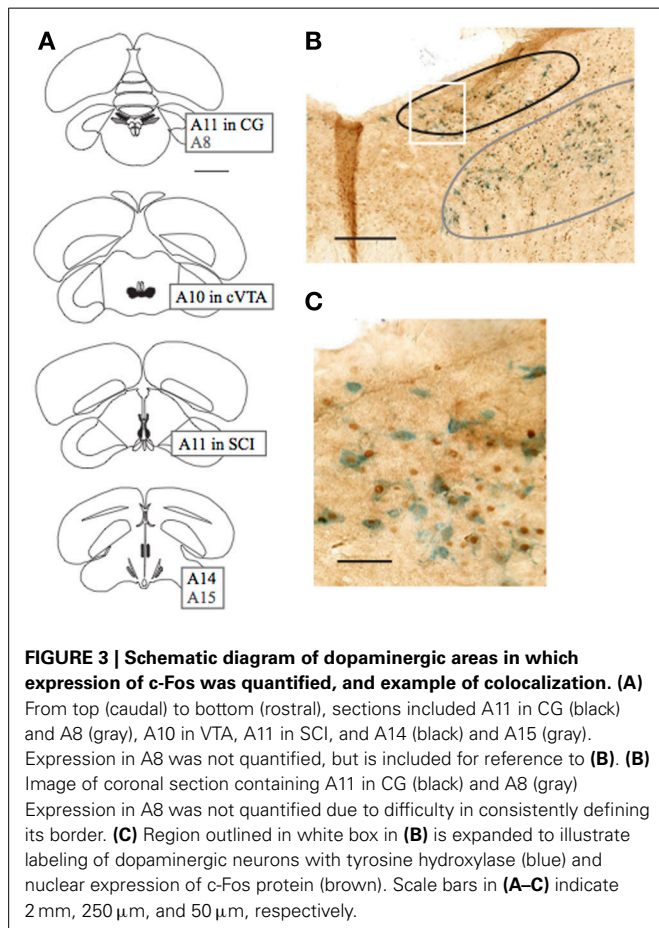 A
B
A11 in CG
A8
A10 in cVTA
A11 in SCI
C
A14
A15
FIGURE 3 | Schematic diagram of dopaminergic areas in which
expression of c-Fos was quantified, and example of colocalization. (A)
From top (caudal) to bottom (rostral), sections included A11 in CG (black)
and A8 (gray), A10 in VTA, A11 in SCI, and A14 (black) and A15 (gray).
Expression in A8 was not quantified, but is included for reference to (B). (B)
Image of coronal section containing A11 in CG (black) and A8 (gray)
Expression in A8 was not quantified due to difficulty in consistently defining
its border. (C) Region outlined in white box in (B) is expanded to illustrate
labeling of dopaminergic neurons with tyrosine hydroxylase (blue) and
nuclear expression of c-Fos protein (brown). Scale bars in (A–C) indicate
2 mm, 250 μm, and 50 μm, respectively.